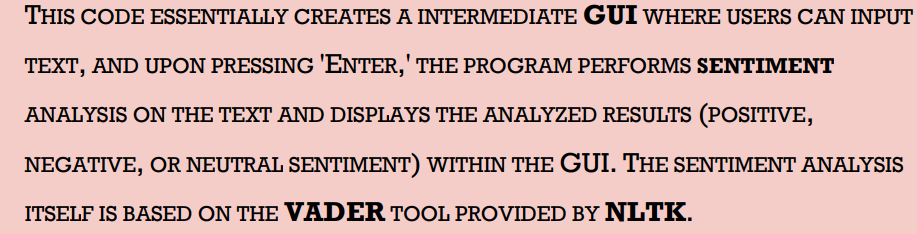 This code essentially creates a intermediate GUI where users can input
text, and upon pressing 'Enter,' the program performs sentiment
analysis on the text and displays the analyzed results (positive,
negative, or neutral sentiment) within the GUI. The sentiment analysis
itself is based on the VADER tool provided by NLTK.